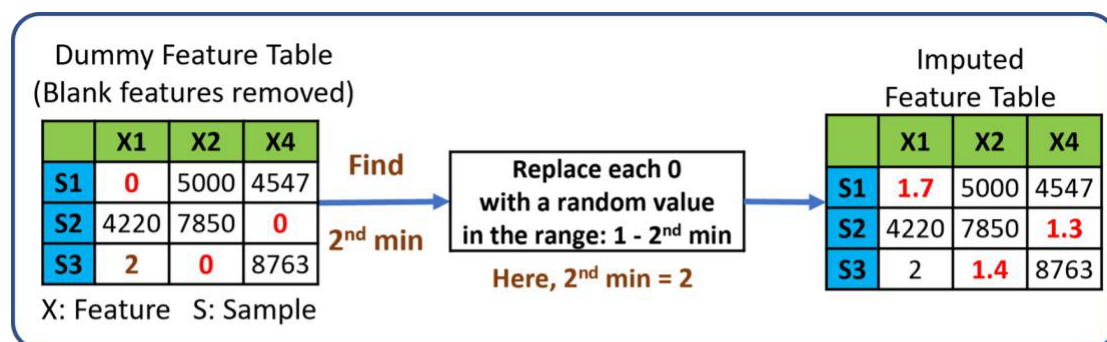 Dummy Feature Table
(Blank features removed)
X1 X2 X4
S1 0 5000 4547
S2 4220 7850 0
S3 2 0 8763
X: Feature S: Sample
Find
2nd min
Replace each 0
with a random value
in the range: 1 - 2nd min
Here, 2nd min = 2
Imputed
Feature Table
X1 X2 X4
S1 1.7 5000 4547
S2 4220 7850 1.3
S3 2 1.4 8763